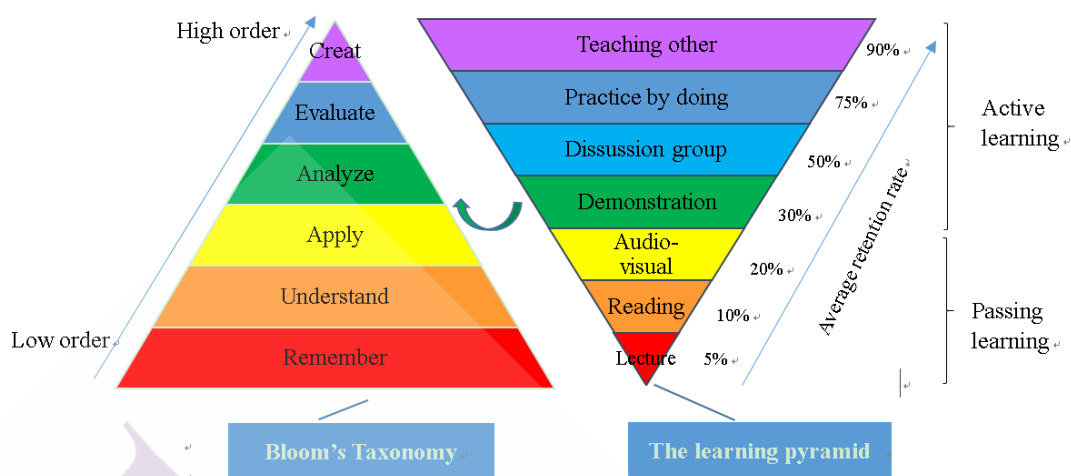 High order
Creat
Evaluate
Analyze
Apply
Understand
Remember
Low order
Bloom's Taxonomy
Teaching other
90%
Practice by doing
75%
Dissussion group
50%
Demonstration
30%
Audio-
visual
20%
Reading
10%
Lecture
5%
Average retention rate
Active
learning
Passing
learning
The learning pyramid